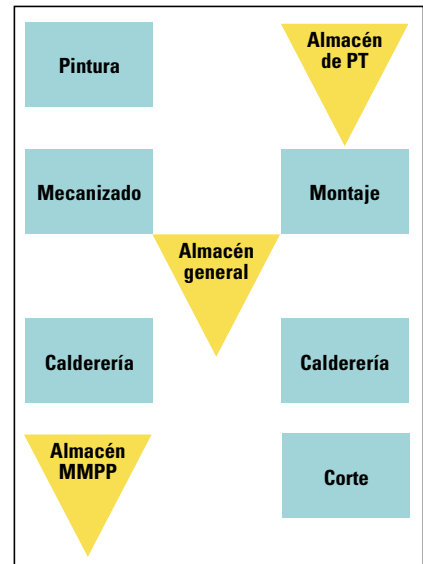 Pintura
Almacén
de PT
Mecanizado
Montaje
Almacén
general
Calderería
Calderería
Almacén
MMPP
Corte